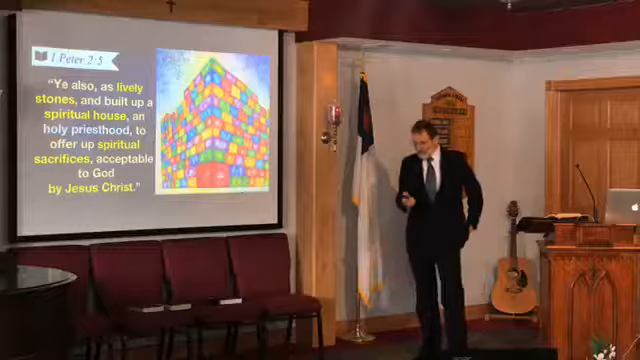 1 Peter 2:5
“Ye also, as lively
stones, and built up a
spiritual house, an
holy priesthood, to
offer up spiritual
sacrifices, acceptable
to God
by Jesus Christ.”